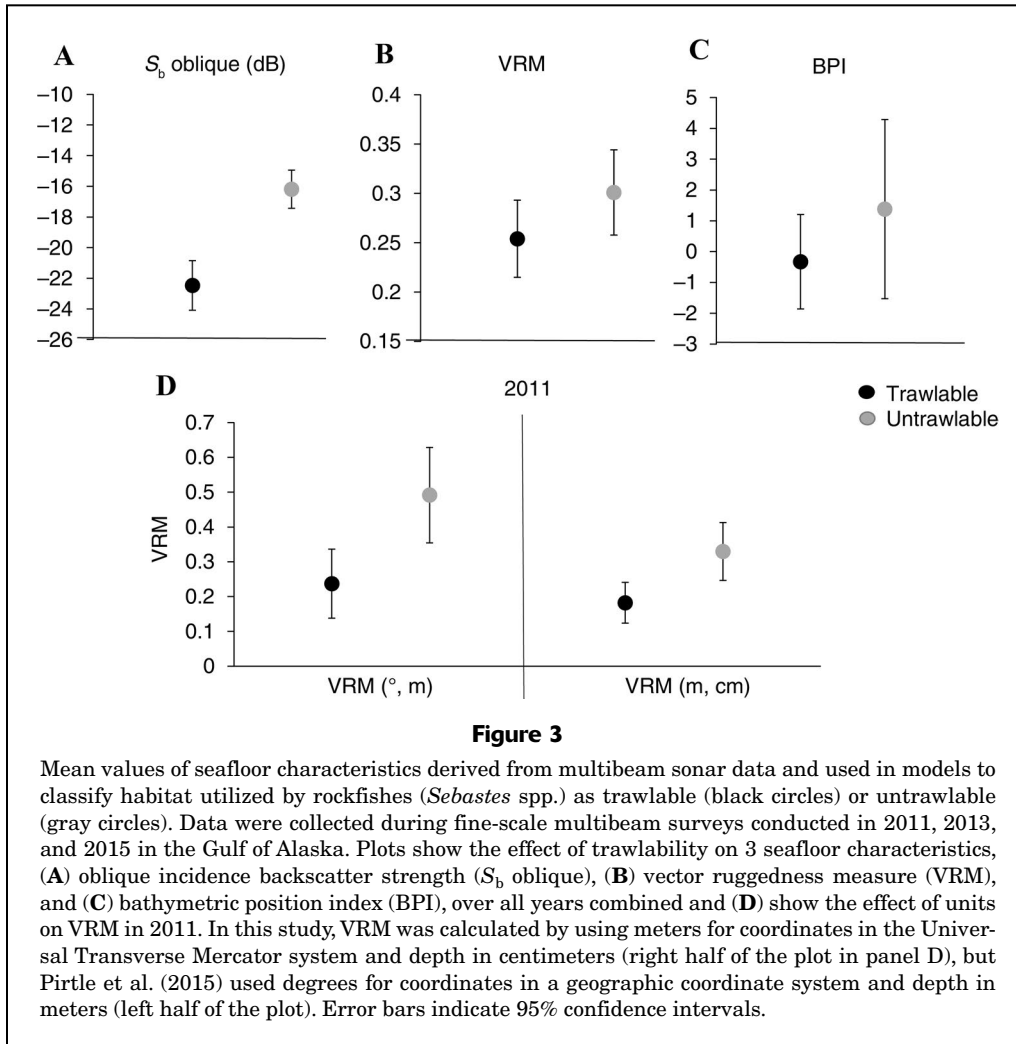 A
S_b oblique (dB)
–10
–12
–14
–16
–18
–20
–22
–24
–26
B
VRM
0.4
0.35
0.3
0.25
0.2
0.15
C
BPI
5
4
3
2
1
0
–1
–2
–3
D
2011
Trawlable
Untrawlable
VRM
0.7
0.6
0.5
0.4
0.3
0.2
0.1
0
VRM (°, m)
VRM (m, cm)
Figure 3
Mean values of seafloor characteristics derived from multibeam sonar data and used in models to
classify habitat utilized by rockfishes (Sebastes spp.) as trawlable (black circles) or untrawlable
(gray circles). Data were collected during fine-scale multibeam surveys conducted in 2011, 2013,
and 2015 in the Gulf of Alaska. Plots show the effect of trawlability on 3 seafloor characteristics,
(A) oblique incidence backscatter strength (S_b oblique), (B) vector ruggedness measure (VRM),
and (C) bathymetric position index (BPI), over all years combined and (D) show the effect of units
on VRM in 2011. In this study, VRM was calculated by using meters for coordinates in the Univer-
sal Transverse Mercator system and depth in centimeters (right half of the plot in panel D), but
Pirtle et al. (2015) used degrees for coordinates in a geographic coordinate system and depth in
meters (left half of the plot). Error bars indicate 95% confidence intervals.